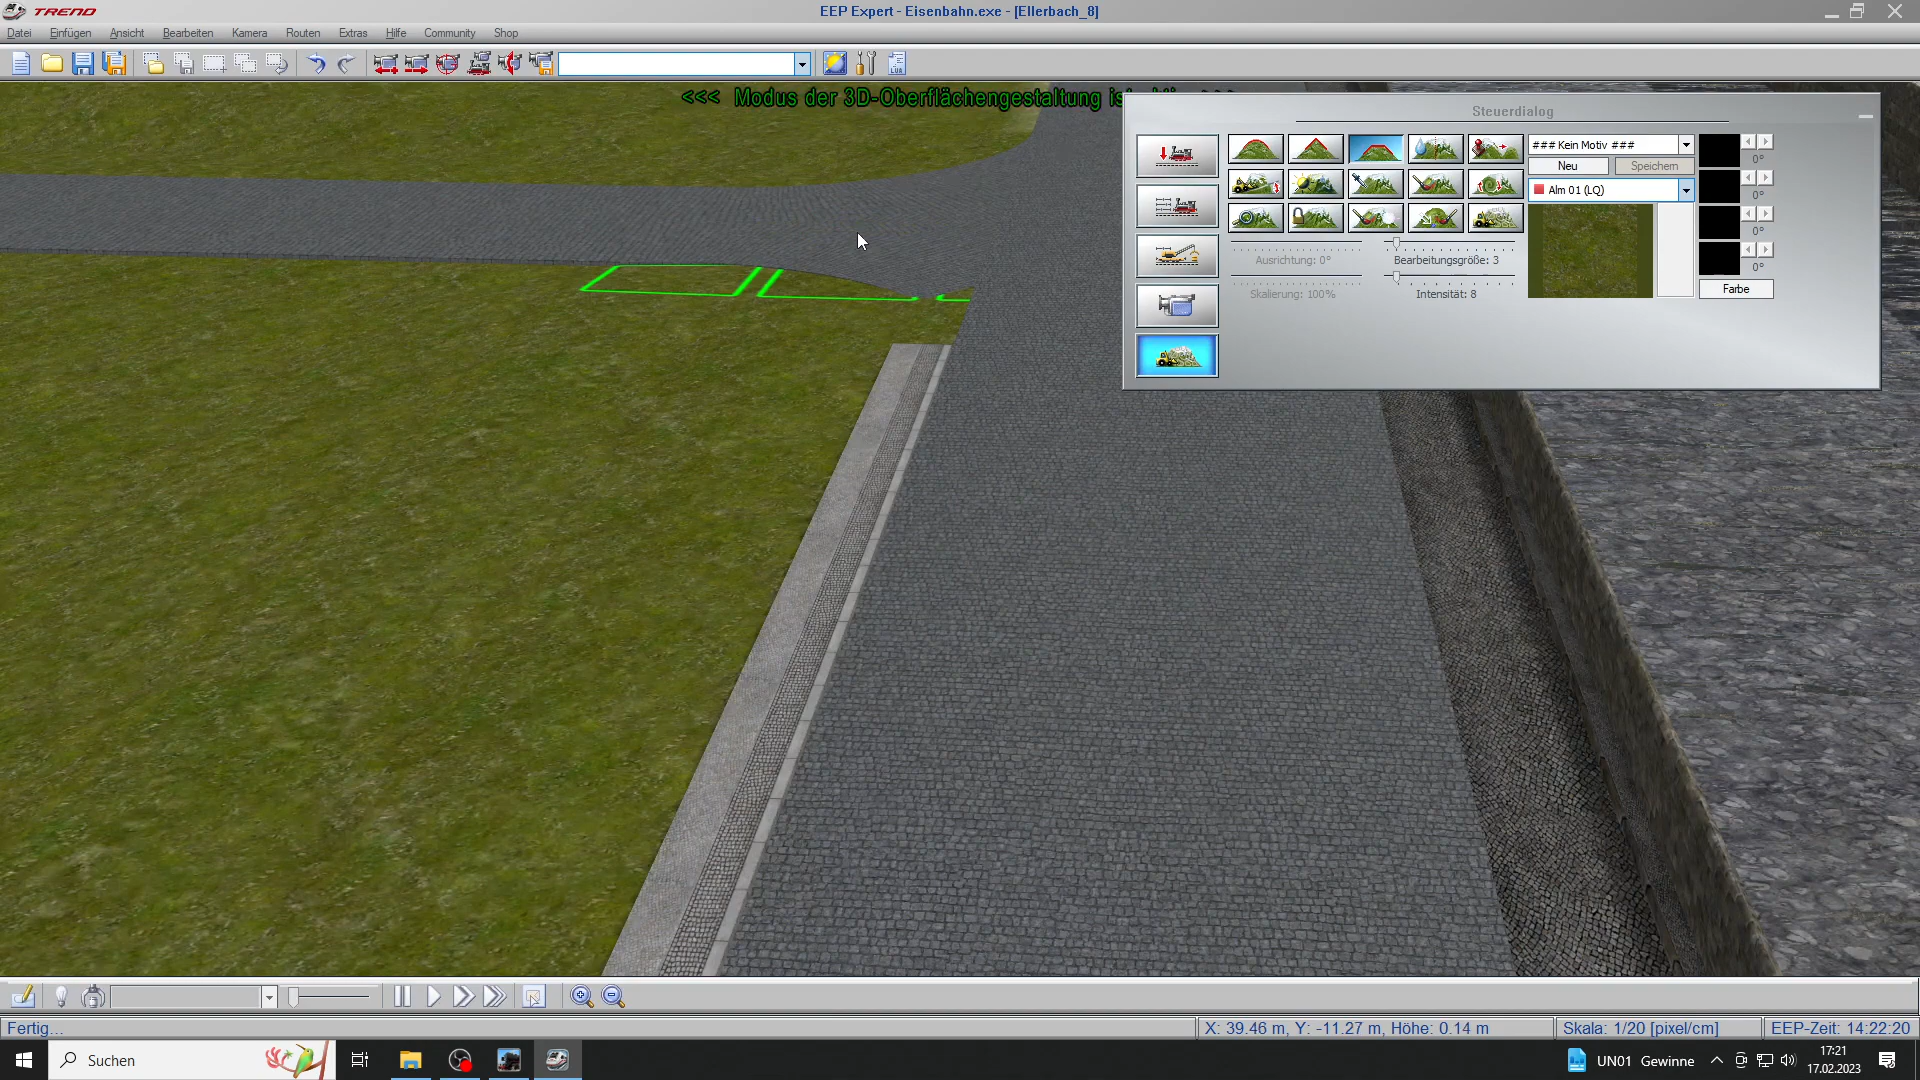 TREND
EEP Expert - Eisenbahn.exe - [Ellerbach_8]
Datei Einfügen Ansicht Bearbeiten Kamera Routen Extras Hilfe Community Shop
LUA
<<< Modus der 3D-Oberflächengestaltung ist
Steuerdialog
### Kein Motiv ###
Neu Speichern
Alm 01 (LQ)
0°
0°
0°
0°
Ausrichtung: 0° Bearbeitungsgröße: 3
Skalierung: 100% Intensität: 8
Farbe
Fertig...
X: 39.46 m, Y: -11.27 m, Höhe: 0.14 m
Skala: 1/20 [pixel/cm]
EEP-Zeit: 14:22:20
Suchen
UN01 Gewinne
17:21
17.02.2023